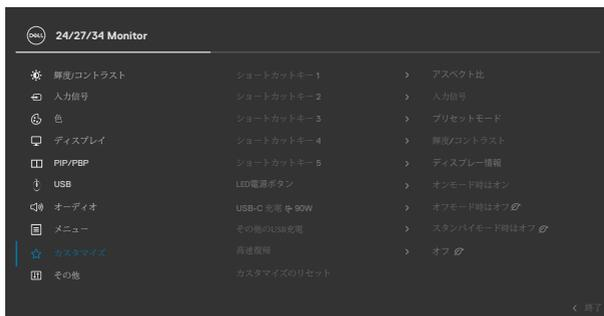 DELL 24/27/34 Monitor
輝度/コントラスト ショートカットキー 1 > アスペクト比
入力信号 ショートカットキー 2 > 入力信号
色 ショートカットキー 3 > プリセットモード
ディスプレイ ショートカットキー 4 > 輝度/コントラスト
PIP/PBP ショートカットキー 5 > ディスプレー情報
USB LED電源ボタン > オンモード時はオン
オーディオ USB-C 充電 90W > オフモード時はオフ
メニュー その他のUSB充電 > スタンバイモード時はオフ
カスタマイズ 高速復帰 > オフ
その他 カスタマイズのリセット
< 終了